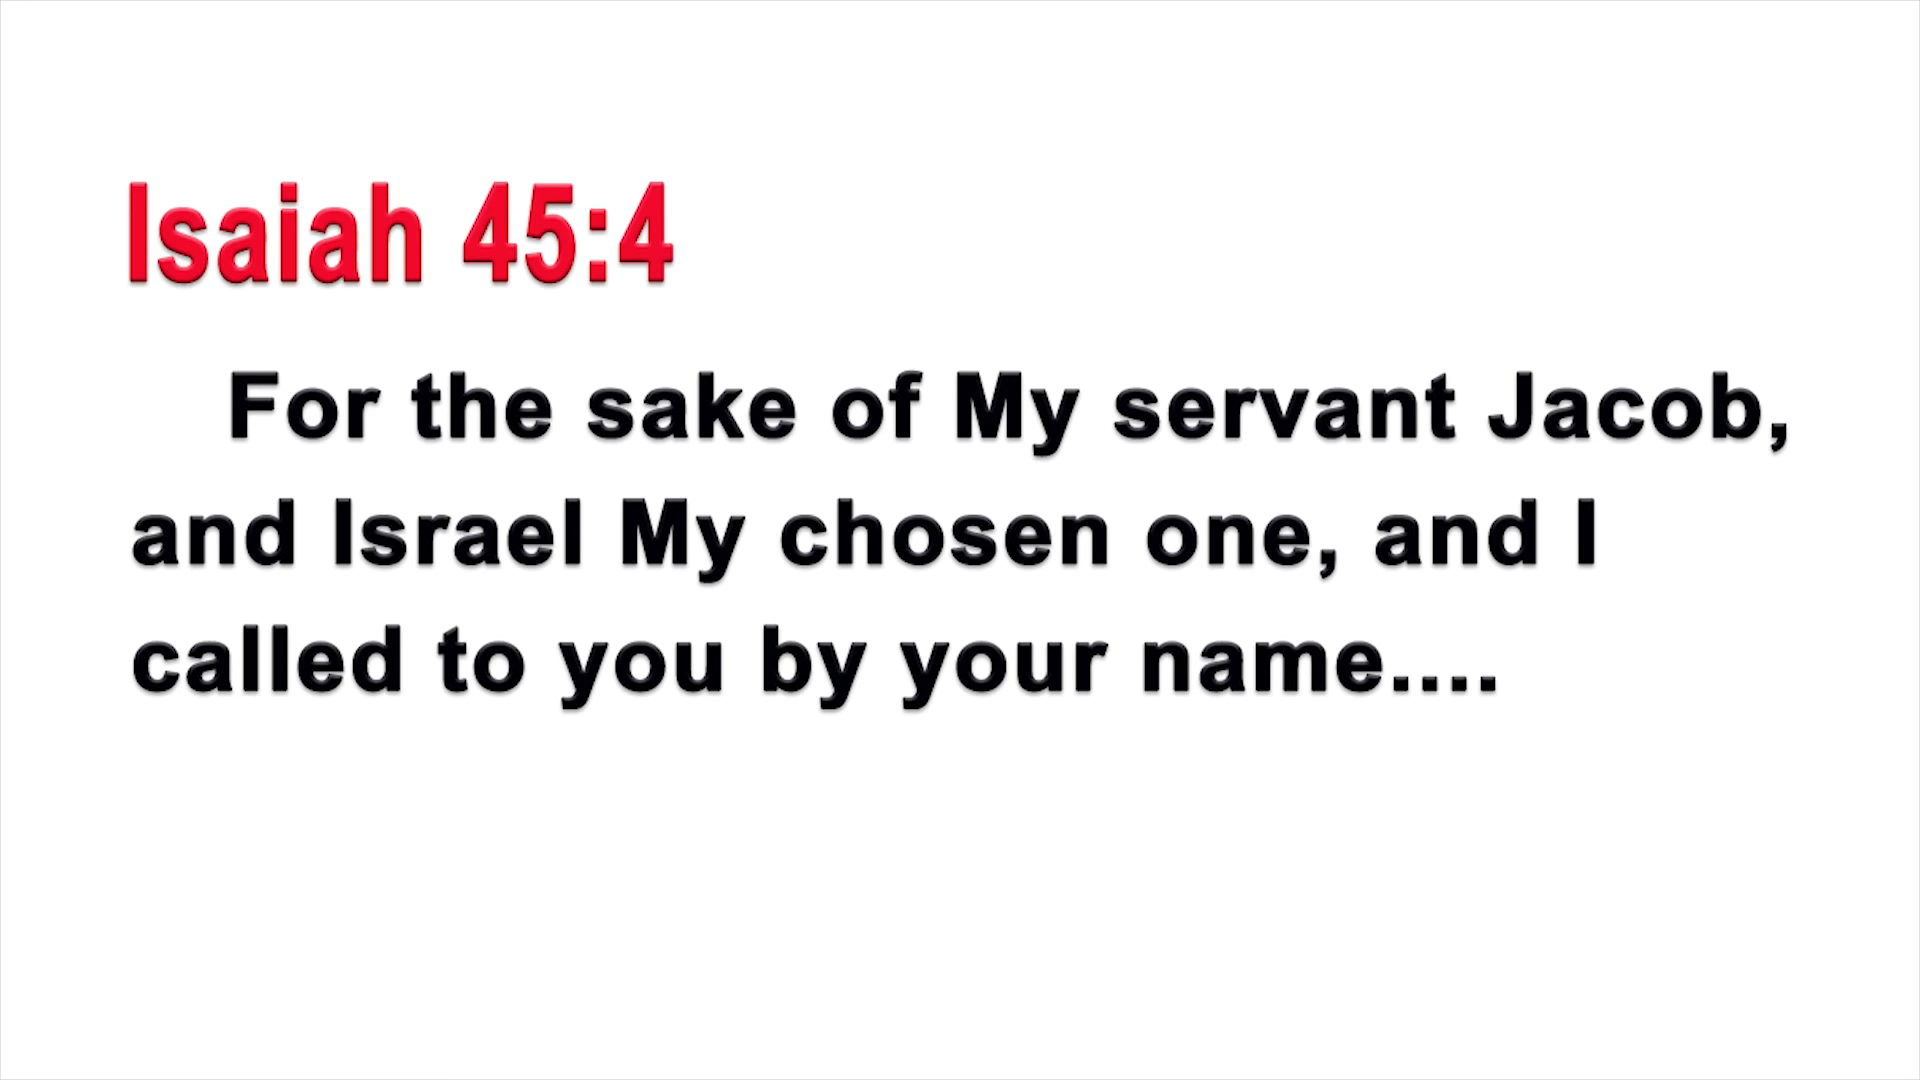 Isaiah 45:4
For the sake of My servant Jacob,
and Israel My chosen one, and I
called to you by your name....